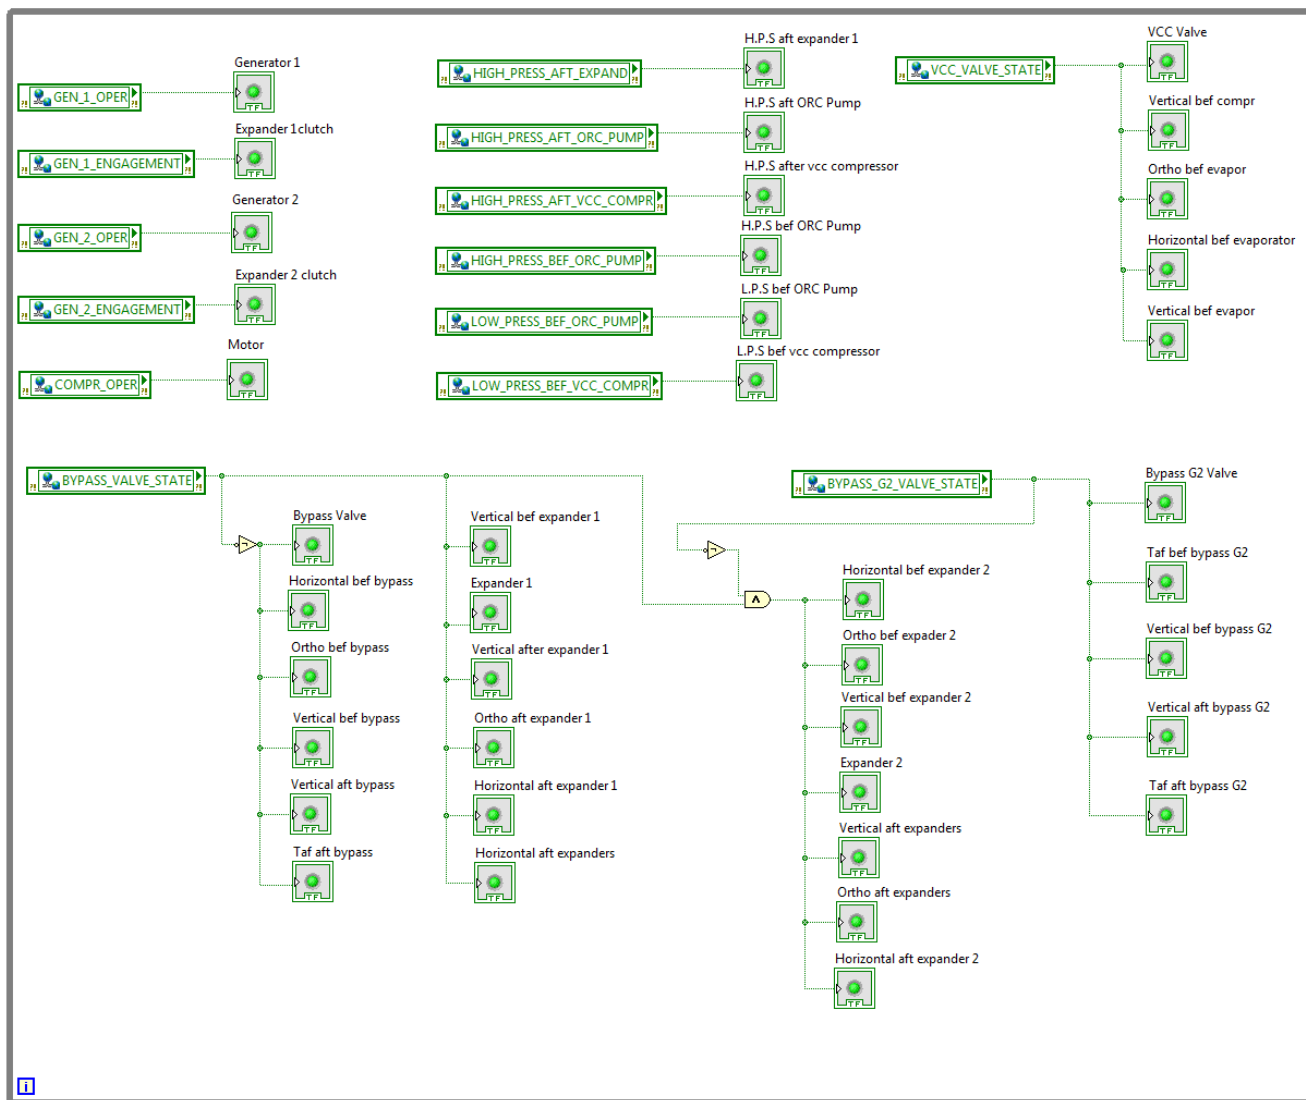 Generator 1
GEN_1_OPER
Expander 1clutch
GEN_1_ENGAGEMENT
Generator 2
GEN_2_OPER
Expander 2 clutch
GEN_2_ENGAGEMENT
Motor
COMPR_OPER
H.P.S aft expander 1
HIGH_PRESS_AFT_EXPAND
H.P.S aft ORC Pump
HIGH_PRESS_AFT_ORC_PUMP
H.P.S after vcc compressor
HIGH_PRESS_AFT_VCC_COMPR
H.P.S bef ORC Pump
HIGH_PRESS_BEF_ORC_PUMP
L.P.S bef ORC Pump
LOW_PRESS_BEF_ORC_PUMP
L.P.S bef vcc compressor
LOW_PRESS_BEF_VCC_COMPR
VCC Valve
VCC_VALVE_STATE
Vertical bef compr
Ortho bef evapor
Horizontal bef evaporator
Vertical bef evapor
BYPASS_VALVE_STATE
Bypass Valve
Horizontal bef bypass
Ortho bef bypass
Vertical bef bypass
Vertical aft bypass
Taf aft bypass
Vertical bef expander 1
Expander 1
Vertical after expander 1
Ortho aft expander 1
Horizontal aft expander 1
Horizontal aft expanders
BYPASS_G2_VALVE_STATE
Horizontal bef expander 2
Ortho bef expader 2
Vertical bef expander 2
Expander 2
Vertical aft expanders
Ortho aft expanders
Horizontal aft expander 2
Bypass G2 Valve
Taf bef bypass G2
Vertical bef bypass G2
Vertical aft bypass G2
Taf aft bypass G2
i